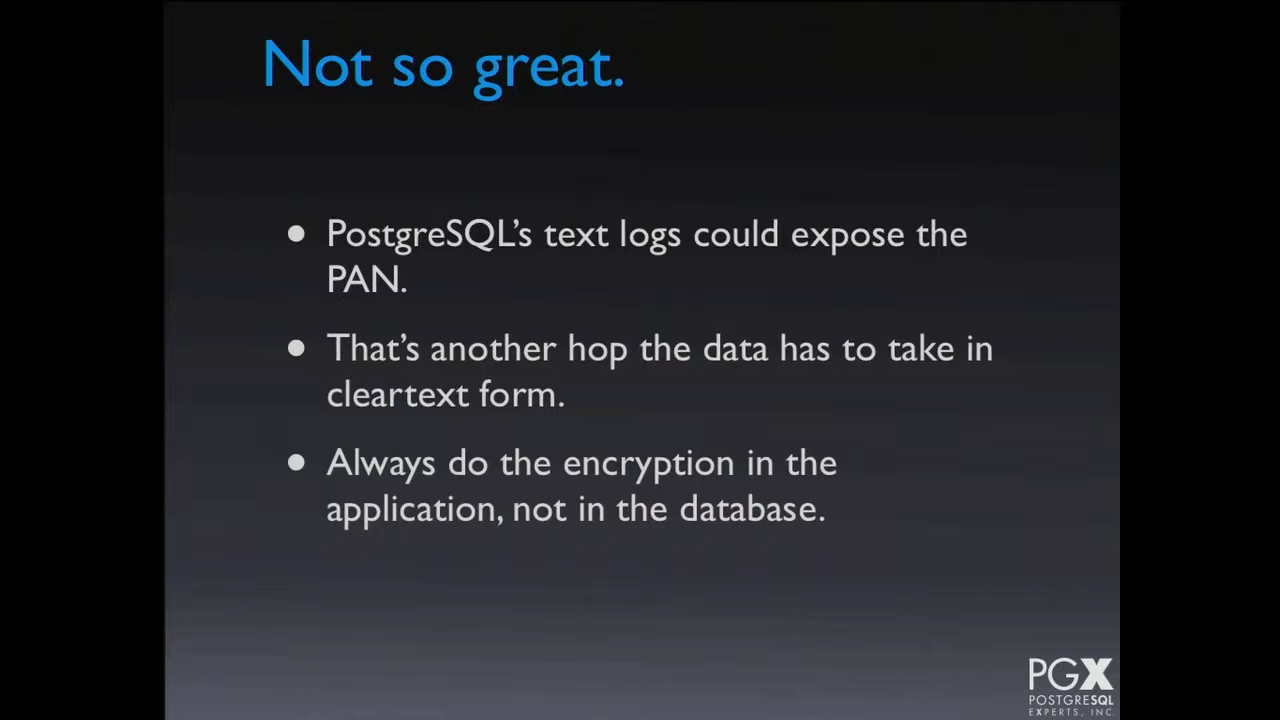 Not so great.
• PostgreSQL’s text logs could expose the
PAN.
• That’s another hop the data has to take in
cleartext form.
• Always do the encryption in the
application, not in the database.
PGX
POSTGRESQL
EXPERTS, INC.